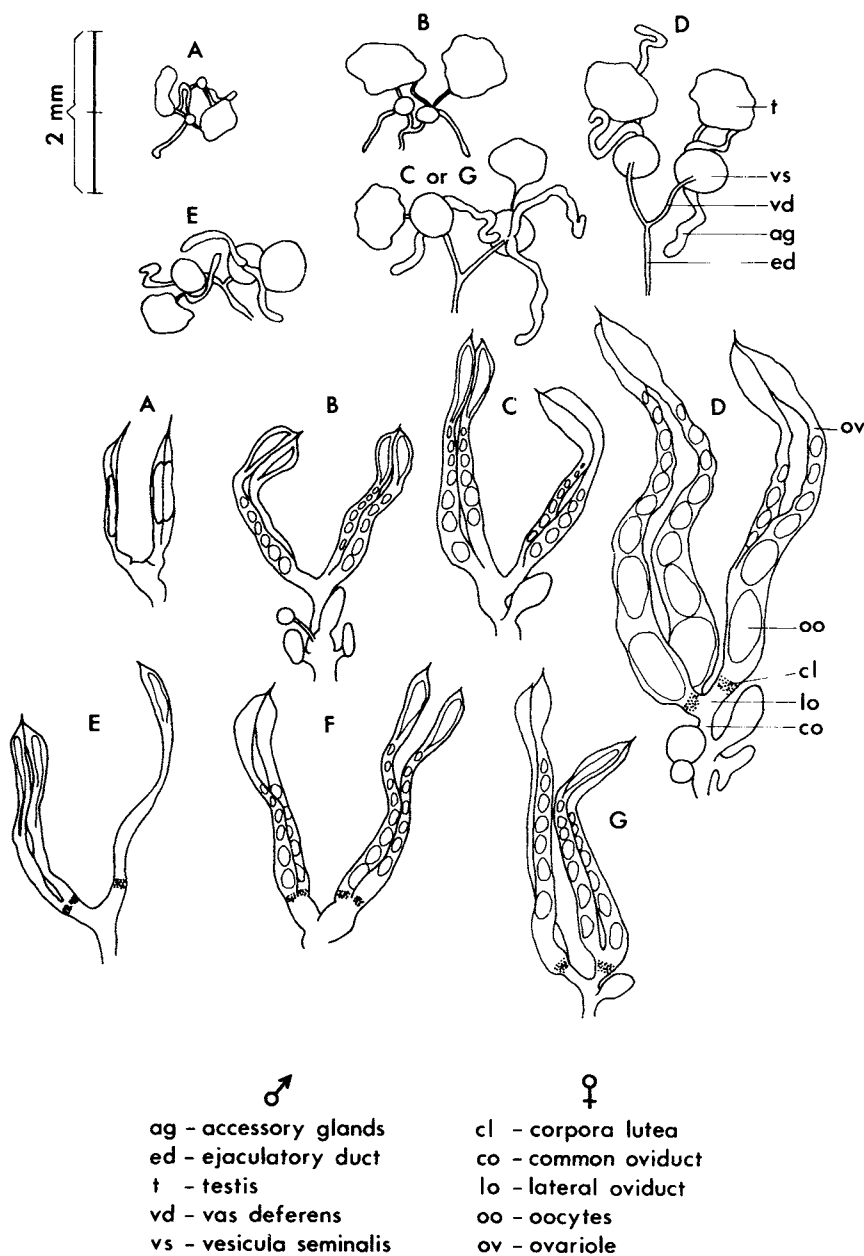 A
B
D
2 mm
t
C or G
vs
vd
E
ag
ed
A
B
C
D
ov
oo
cl
lo
co
E
F
G
♂
ag - accessory glands
ed - ejaculatory duct
t - testis
vd - vas deferens
vs - vesicula seminalis
♀
cl - corpora lutea
co - common oviduct
lo - lateral oviduct
oo - oocytes
ov - ovariole